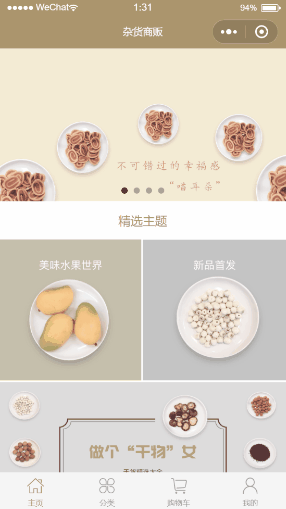 WeChat
1:31
94%
杂货商贩
不可错过的幸福感
“猫耳朵”
精选主题
美味水果世界
新品首发
做个“干物”女
主页
分类
购物车
我的